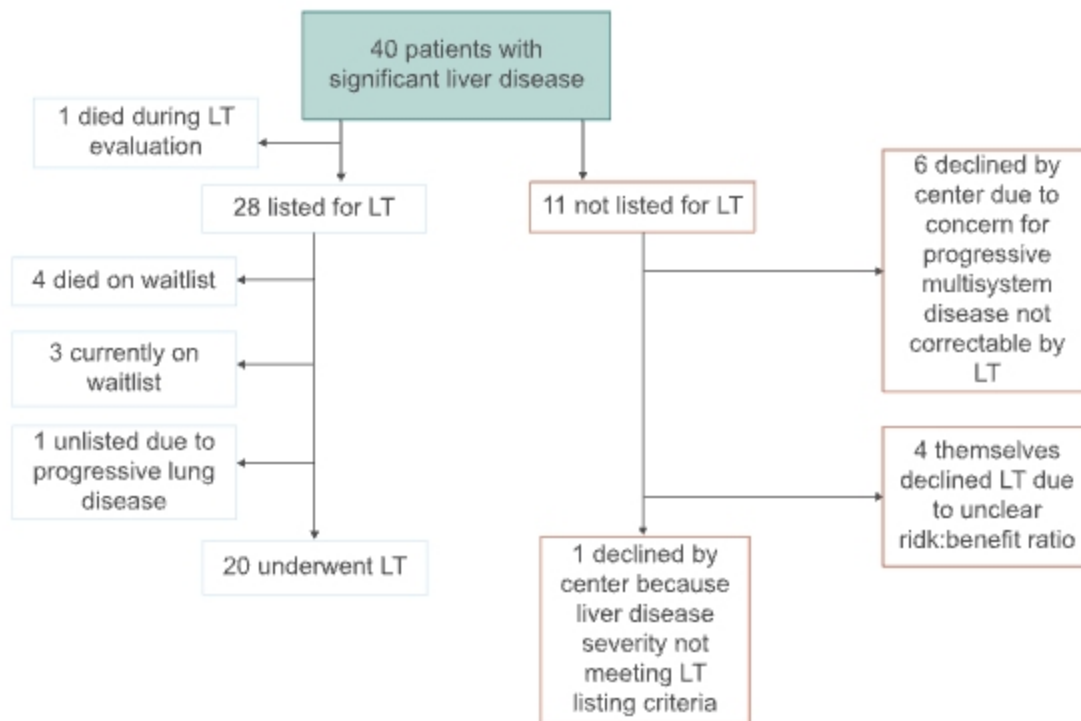 40 patients with
significant liver disease
1 died during LT
evaluation
28 listed for LT
11 not listed for LT
6 declined by
center due to
concern for
progressive
multisystem
disease not
correctable by
LT
4 died on waitlist
3 currently on
waitlist
1 unlisted due to
progressive lung
disease
4 themselves
declined LT due
to unclear
ridk:benefit ratio
20 underwent LT
1 declined by
center because
liver disease
severity not
meeting LT
listing criteria